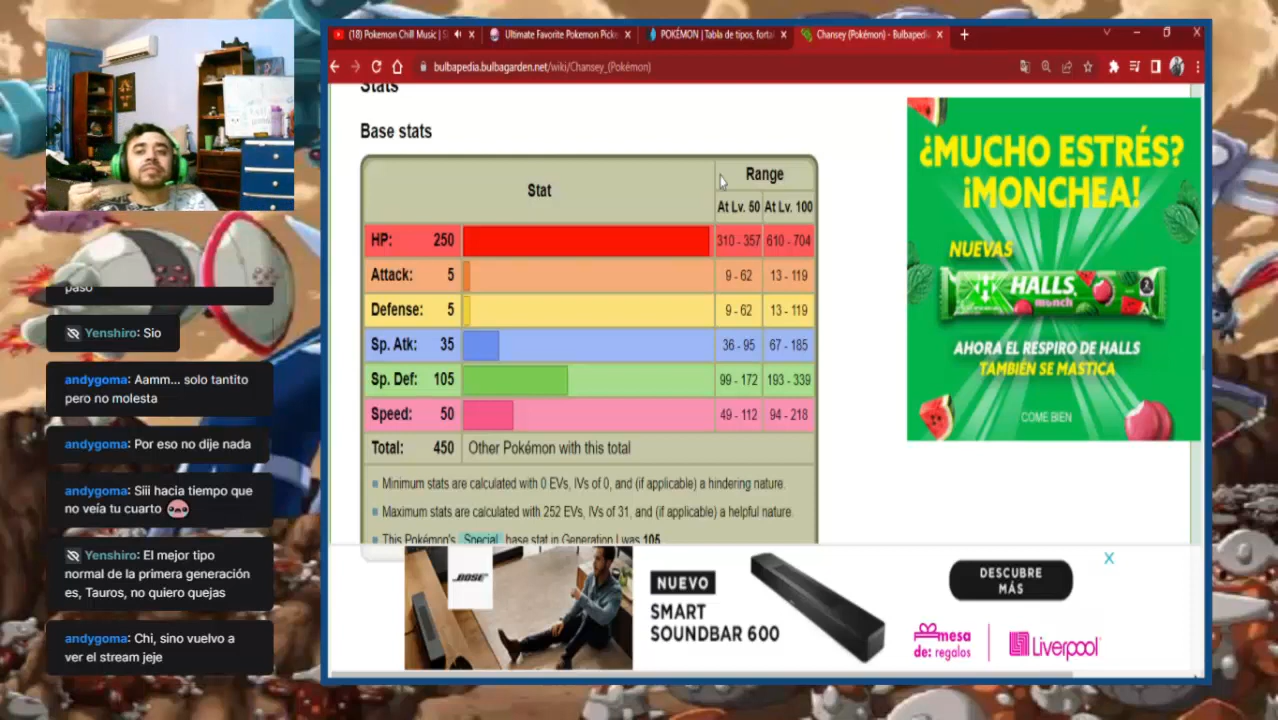 (18) Pokemon Chill Music | S
Ultimate Favorite Pokemon Picke
POKÉMON | Tabla de tipos, forta
Chansey (Pokémon) - Bulbapedi
bulbapedia.bulbagarden.net/wiki/Chansey_(Pokémon)
Stats
Base stats
Stat Range
At Lv. 50 At Lv. 100
HP: 250 310 - 357 610 - 704
Attack: 5 9 - 62 13 - 119
Defense: 5 9 - 62 13 - 119
Sp. Atk: 35 36 - 95 67 - 185
Sp. Def: 105 99 - 172 193 - 339
Speed: 50 49 - 112 94 - 218
Total: 450 Other Pokémon with this total
Minimum stats are calculated with 0 EVs, IVs of 0, and (if applicable) a hindering nature.
Maximum stats are calculated with 252 EVs, IVs of 31, and (if applicable) a helpful nature.
This Pokémon's Special base stat in Generation I was 105.
¿MUCHO ESTRÉS?
¡MONCHEA!
NUEVAS
HALLS
monch
AHORA EL RESPIRO DE HALLS
TAMBIÉN SE MASTICA
COME BIEN
BOSE
NUEVO
SMART
SOUNDBAR 600
DESCUBRE
MÁS
mesa
de: regalos
Liverpool
paso
Yenshiro: Sio
andygoma: Aamm... solo tantito
pero no molesta
andygoma: Por eso no dije nada
andygoma: Siii hacia tiempo que
no veía tu cuarto
Yenshiro: El mejor tipo
normal de la primera generación
es, Tauros, no quiero quejas
andygoma: Chi, sino vuelvo a
ver el stream jeje